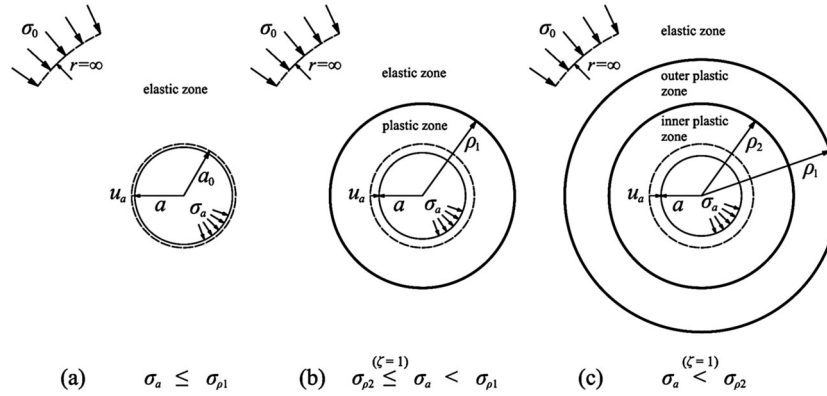 σ₀
r=∞
elastic zone
a₀
uₐ
a
σₐ
(a) σₐ ≤ σρ1
σ₀
r=∞
elastic zone
plastic zone
ρ₁
uₐ
a
σₐ
(ζ = 1)
(b) σρ2 ≤ σₐ < σρ1
σ₀
r=∞
elastic zone
outer plastic
zone
inner plastic
zone
ρ₂
ρ₁
uₐ
a
σₐ
(ζ = 1)
(c) σₐ < σρ2